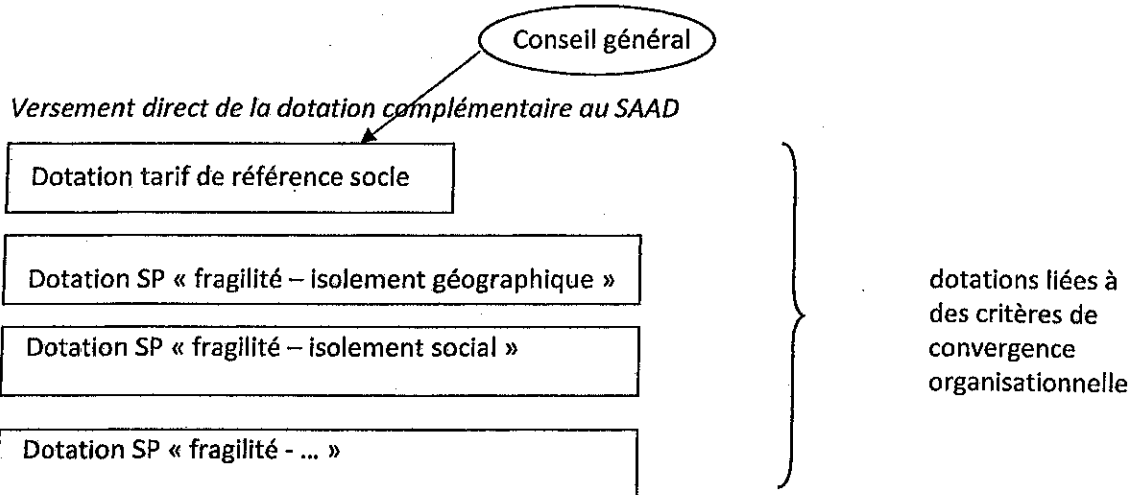 Conseil général
Versement direct de la dotation complémentaire au SAAD
Dotation tarif de référence socle
Dotation SP « fragilité – isolement géographique »
Dotation SP « fragilité – isolement social »
Dotation SP « fragilité - ... »
dotations liées à
des critères de
convergence
organisationnelle